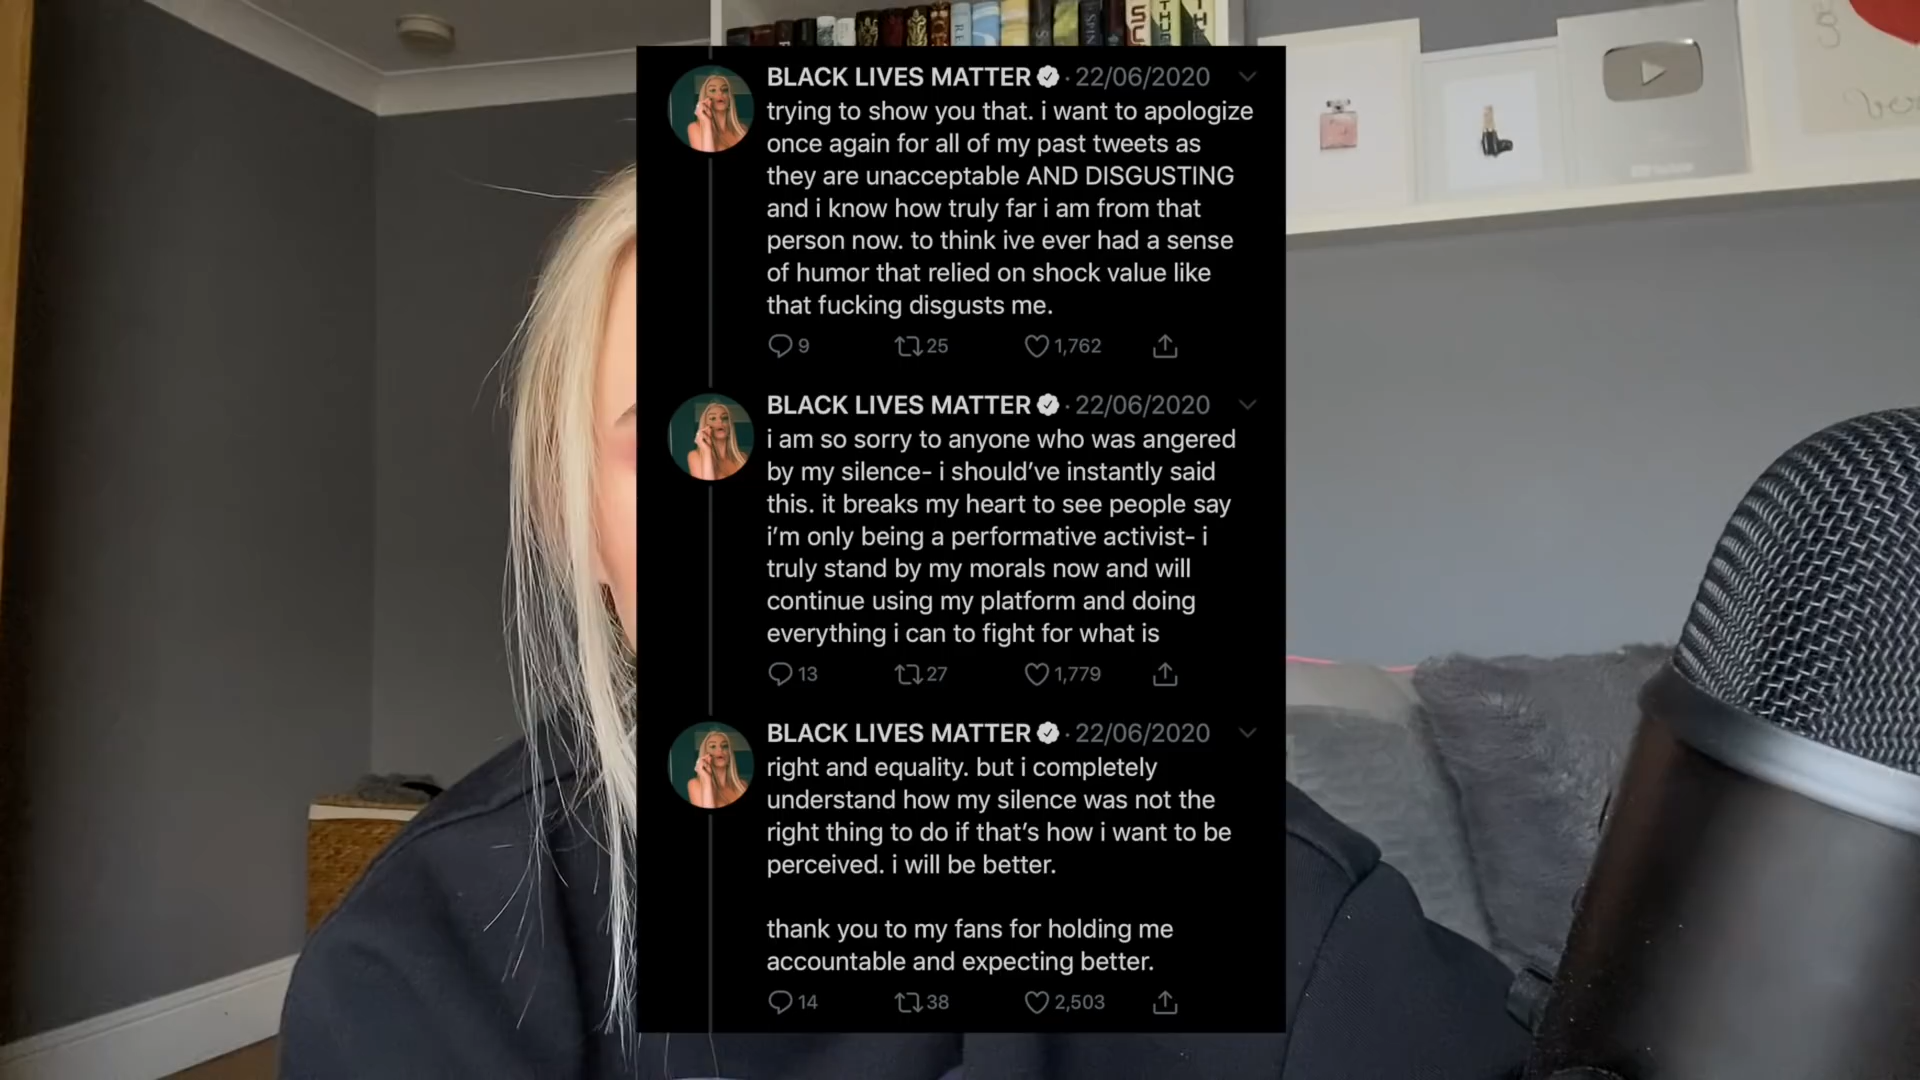 BLACK LIVES MATTER · 22/06/2020
trying to show you that. i want to apologize
once again for all of my past tweets as
they are unacceptable AND DISGUSTING
and i know how truly far i am from that
person now. to think ive ever had a sense
of humor that relied on shock value like
that fucking disgusts me.
9 25 1,762
BLACK LIVES MATTER · 22/06/2020
i am so sorry to anyone who was angered
by my silence- i should’ve instantly said
this. it breaks my heart to see people say
i’m only being a performative activist- i
truly stand by my morals now and will
continue using my platform and doing
everything i can to fight for what is
13 27 1,779
BLACK LIVES MATTER · 22/06/2020
right and equality. but i completely
understand how my silence was not the
right thing to do if that’s how i want to be
perceived. i will be better.
thank you to my fans for holding me
accountable and expecting better.
14 38 2,503